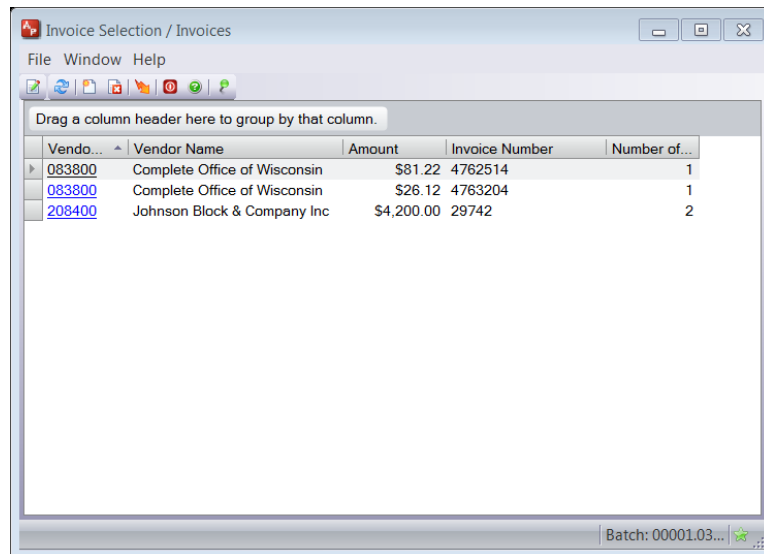 AP Invoice Selection / Invoices
File Window Help
Drag a column header here to group by that column.
Vendo... Vendor Name Amount Invoice Number Number of...
083800 Complete Office of Wisconsin $81.22 4762514 1
083800 Complete Office of Wisconsin $26.12 4763204 1
208400 Johnson Block & Company Inc $4,200.00 29742 2
Batch: 00001.03...